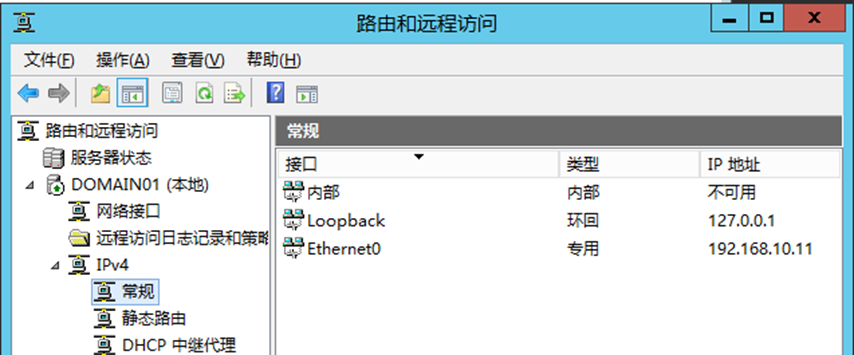 路由和远程访问
文件(F) 操作(A) 查看(V) 帮助(H)
路由和远程访问
服务器状态
DOMAIN01 (本地)
网络接口
远程访问日志记录和策略
IPv4
常规
静态路由
DHCP 中继代理
常规
接口 类型 IP 地址
内部 内部 不可用
Loopback 环回 127.0.0.1
Ethernet0 专用 192.168.10.11